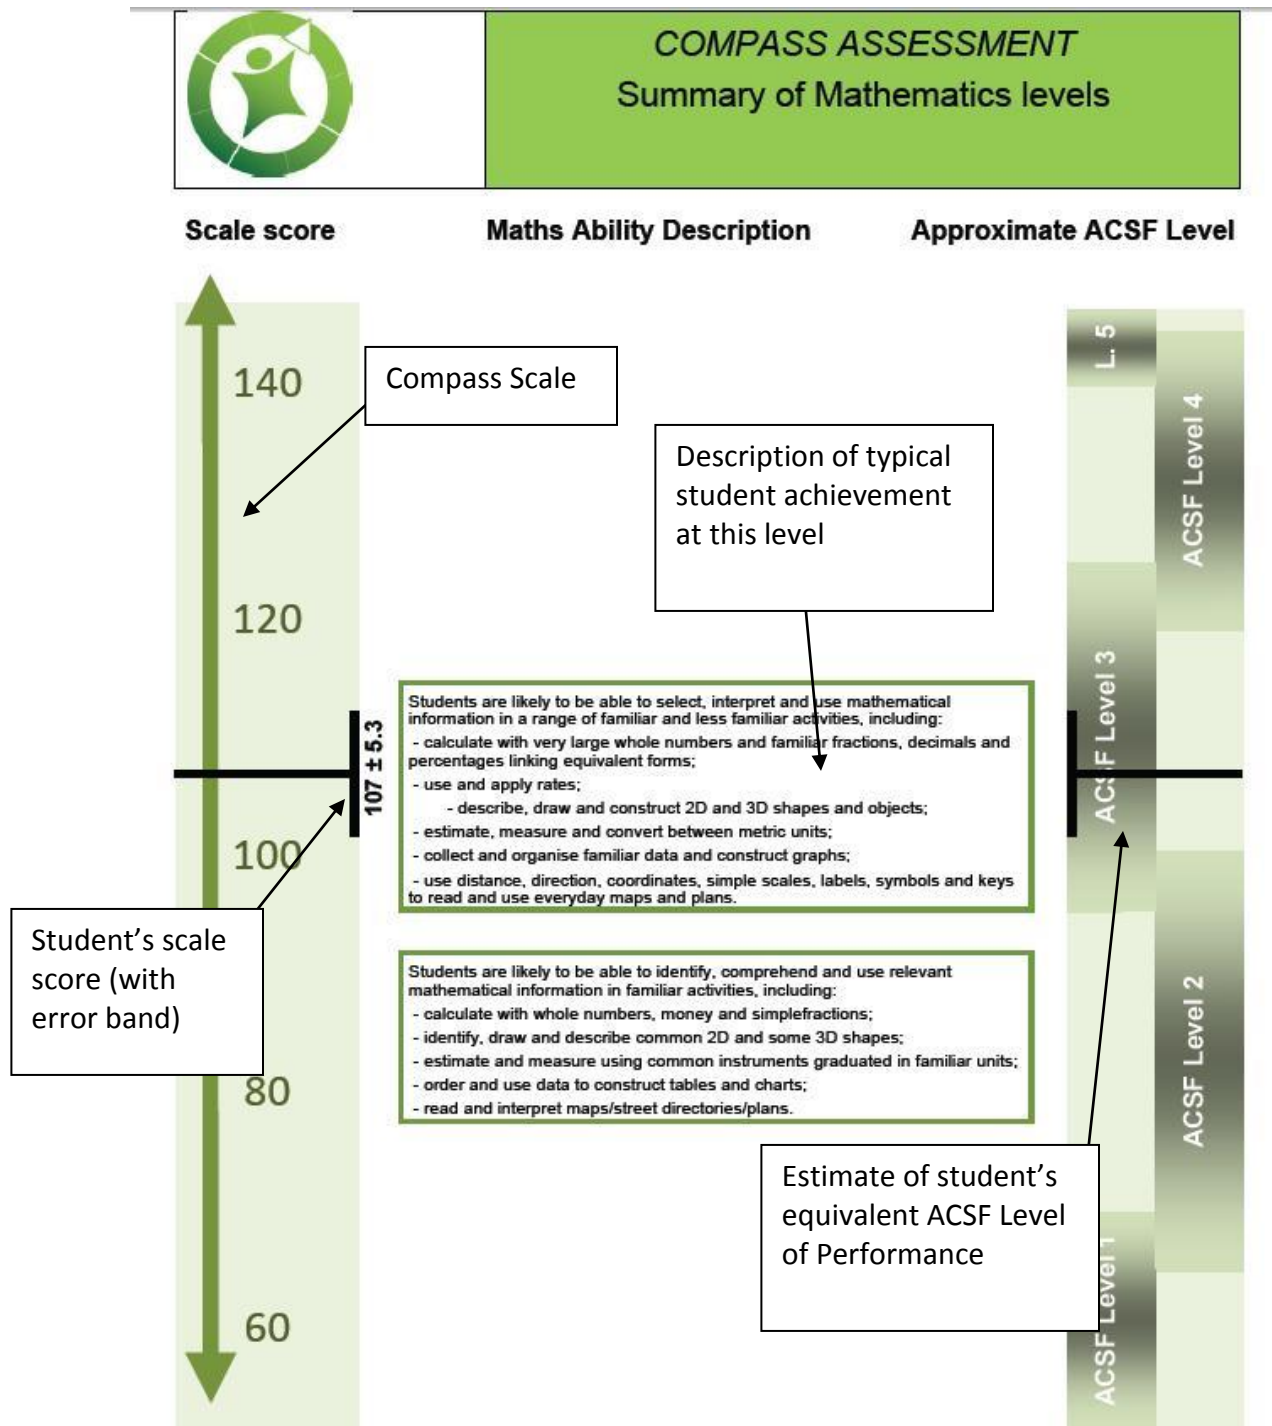 COMPASS ASSESSMENT
Summary of Mathematics levels
Scale score
Maths Ability Description
Approximate ACSF Level
140
120
100
80
60
Compass Scale
Description of typical
student achievement
at this level
107 ± 5.3
Students are likely to be able to select, interpret and use mathematical
information in a range of familiar and less familiar activities, including:
- calculate with very large whole numbers and familiar fractions, decimals and
percentages linking equivalent forms;
- use and apply rates;
- describe, draw and construct 2D and 3D shapes and objects;
- estimate, measure and convert between metric units;
- collect and organise familiar data and construct graphs;
- use distance, direction, coordinates, simple scales, labels, symbols and keys
to read and use everyday maps and plans.
Student’s scale
score (with
error band)
Students are likely to be able to identify, comprehend and use relevant
mathematical information in familiar activities, including:
- calculate with whole numbers, money and simplefractions;
- identify, draw and describe common 2D and some 3D shapes;
- estimate and measure using common instruments graduated in familiar units;
- order and use data to construct tables and charts;
- read and interpret maps/street directories/plans.
Estimate of student’s
equivalent ACSF Level
of Performance
L. 5
ACSF Level 4
ACSF Level 3
ACSF Level 2
ACSF Level 1